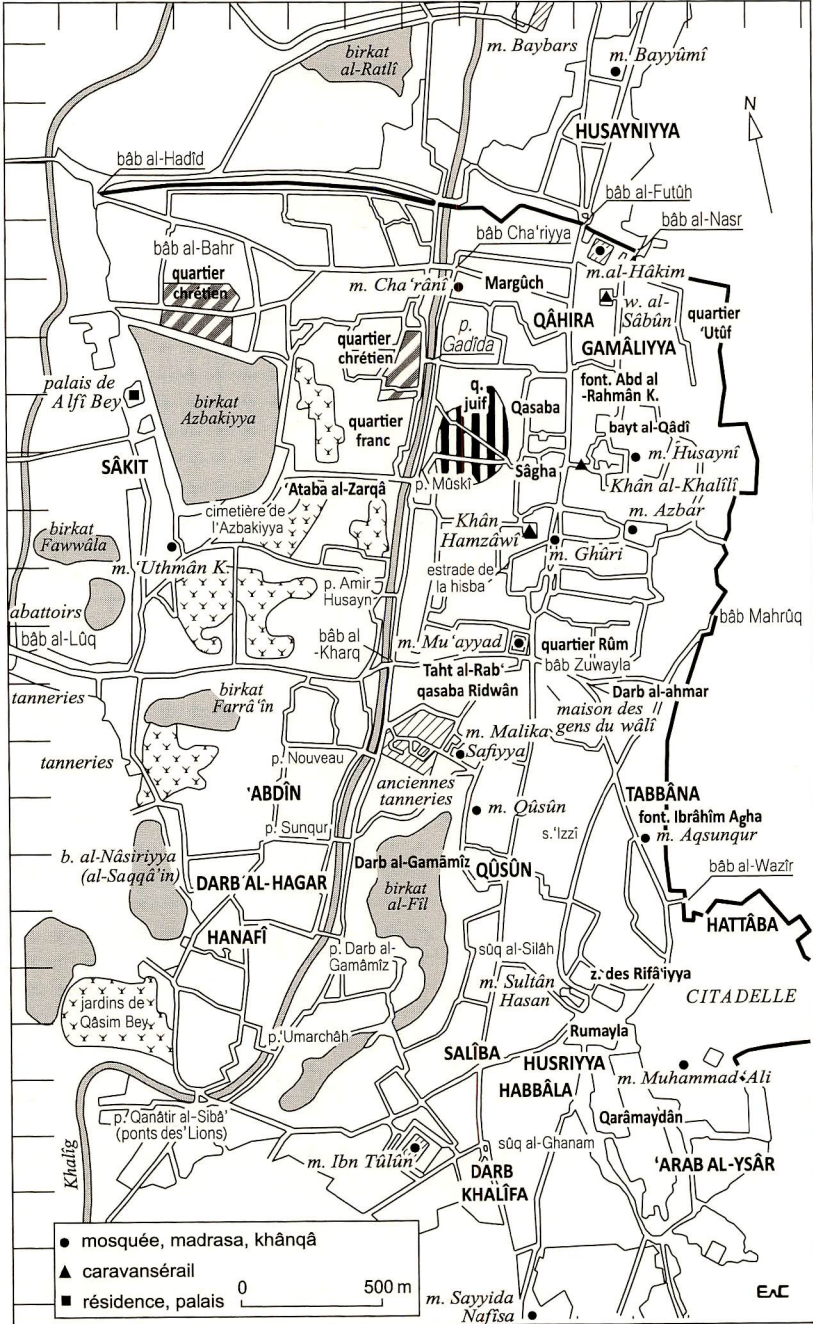 birkat
al-Ratlî
m. Baybars
m. Bayyûmî
N
HUSAYNIYYA
bâb al-Hadîd
bâb al-Futûh
bâb al-Nasr
bâb Cha'riyya
bâb al-Bahr
quartier
chrétien
m. Cha'rânî
Margûch
m.al-Hâkim
QÂHIRA
w. al-
Sâbûn
quartier
'Utûf
GAMÂLIYYA
p.
Gadîda
quartier
chrétien
palais de
Alfî Bey
birkat
Azbakiyya
q.
juif
Qasaba
font. Abd al
-Rahmân K.
quartier
franc
bayt al-Qâdî
m. Husaynî
SÂKIT
Sâgha
p. Mûskî
Khân al-Khalîlî
'Ataba al-Zarqâ
cimetière de
l'Azbakiyya
Khân
Hamzâwî
m. Azbar
birkat
Fawwâla
m. 'Uthmân K.
m. Ghûri
estrade de
la hisba
p. Amir
Husayn
abattoirs
bâb al-Lûq
bâb al
-Kharq
bâb Mahrûq
m. Mu'ayyad
quartier Rûm
bâb Zuwayla
Taht al-Rab'
qasaba Ridwân
Darb al-ahmar
tanneries
birkat
Farrâ'în
maison des
gens du wâlî
m. Malika
Safiyya
tanneries
p. Nouveau
'ABDÎN
anciennes
tanneries
TABBÂNA
m. Qûsûn
font. Ibrâhîm Agha
p. Sunqur
s.'Izzî
m. Aqsunqur
b. al-Nâsiriyya
(al-Saqqâ'in)
Darb al-Gamāmîz
QÛSÛN
bâb al-Wazîr
DARB AL-HAGAR
birkat
al-Fîl
HATTÂBA
HANAFÎ
p. Darb al-
Gamâmîz
sûq al-Silâh
m. Sultân
Hasan
z. des Rifâ'iyya
CITADELLE
jardins de
Qâsim Bey
p.'Umarchâh
Rumayla
SALÎBA
HUSRIYYA
HABBÂLA
m. Muhammad-Ali
p. Qanâtir al-Sibâ'
(ponts des'Lions)
Qarâmaydân
Khalîg
m. Ibn Tûlûn
sûq al-Ghanam
DARB
KHALÎFA
'ARAB AL-YSÂR
mosquée, madrasa, khânqâ
caravansérail
0 500 m
résidence, palais
m. Sayyida
Nafîsa
EΛC